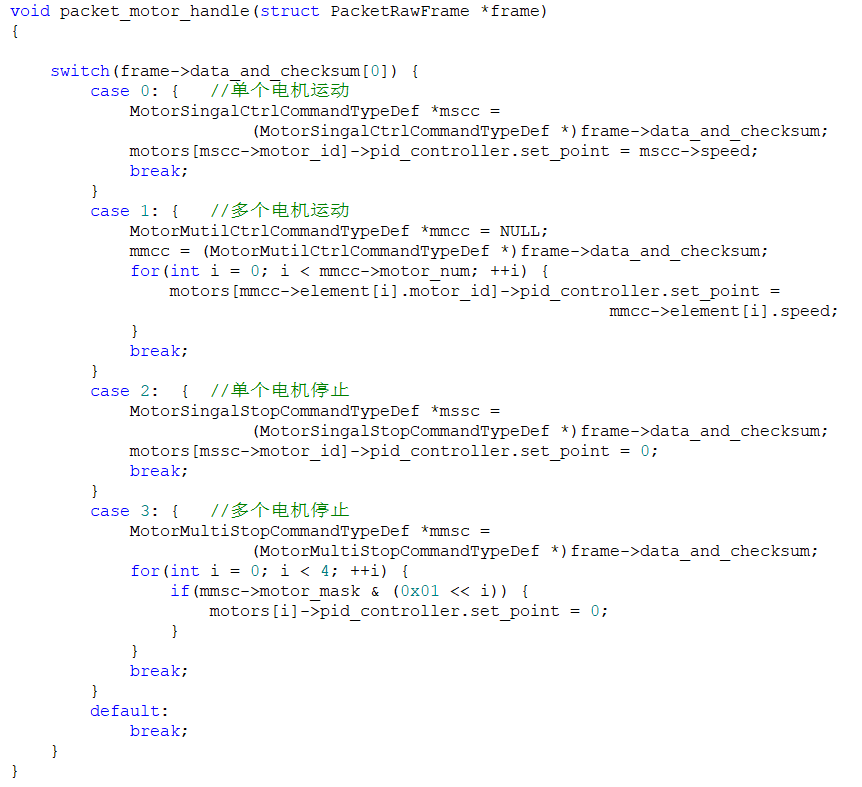 void packet_motor_handle(struct PacketRawFrame *frame)
{
    switch(frame->data_and_checksum[0]) {
        case 0: {   //单个电机运动
            MotorSingalCtrlCommandTypeDef *mscc =
                        (MotorSingalCtrlCommandTypeDef *)frame->data_and_checksum;
            motors[mscc->motor_id]->pid_controller.set_point = mscc->speed;
            break;
        }
        case 1: {   //多个电机运动
            MotorMutilCtrlCommandTypeDef *mmcc = NULL;
            mmcc = (MotorMutilCtrlCommandTypeDef *)frame->data_and_checksum;
            for(int i = 0; i < mmcc->motor_num; ++i) {
                motors[mmcc->element[i].motor_id]->pid_controller.set_point =
                                                            mmcc->element[i].speed;
            }
            break;
        }
        case 2:  {  //单个电机停止
            MotorSingalStopCommandTypeDef *mssc =
                        (MotorSingalStopCommandTypeDef *)frame->data_and_checksum;
            motors[mssc->motor_id]->pid_controller.set_point = 0;
            break;
        }
        case 3: {   //多个电机停止
            MotorMultiStopCommandTypeDef *mmsc =
                        (MotorMultiStopCommandTypeDef *)frame->data_and_checksum;
            for(int i = 0; i < 4; ++i) {
                if(mmsc->motor_mask & (0x01 << i)) {
                    motors[i]->pid_controller.set_point = 0;
                }
            }
            break;
        }
        default:
            break;
    }
}